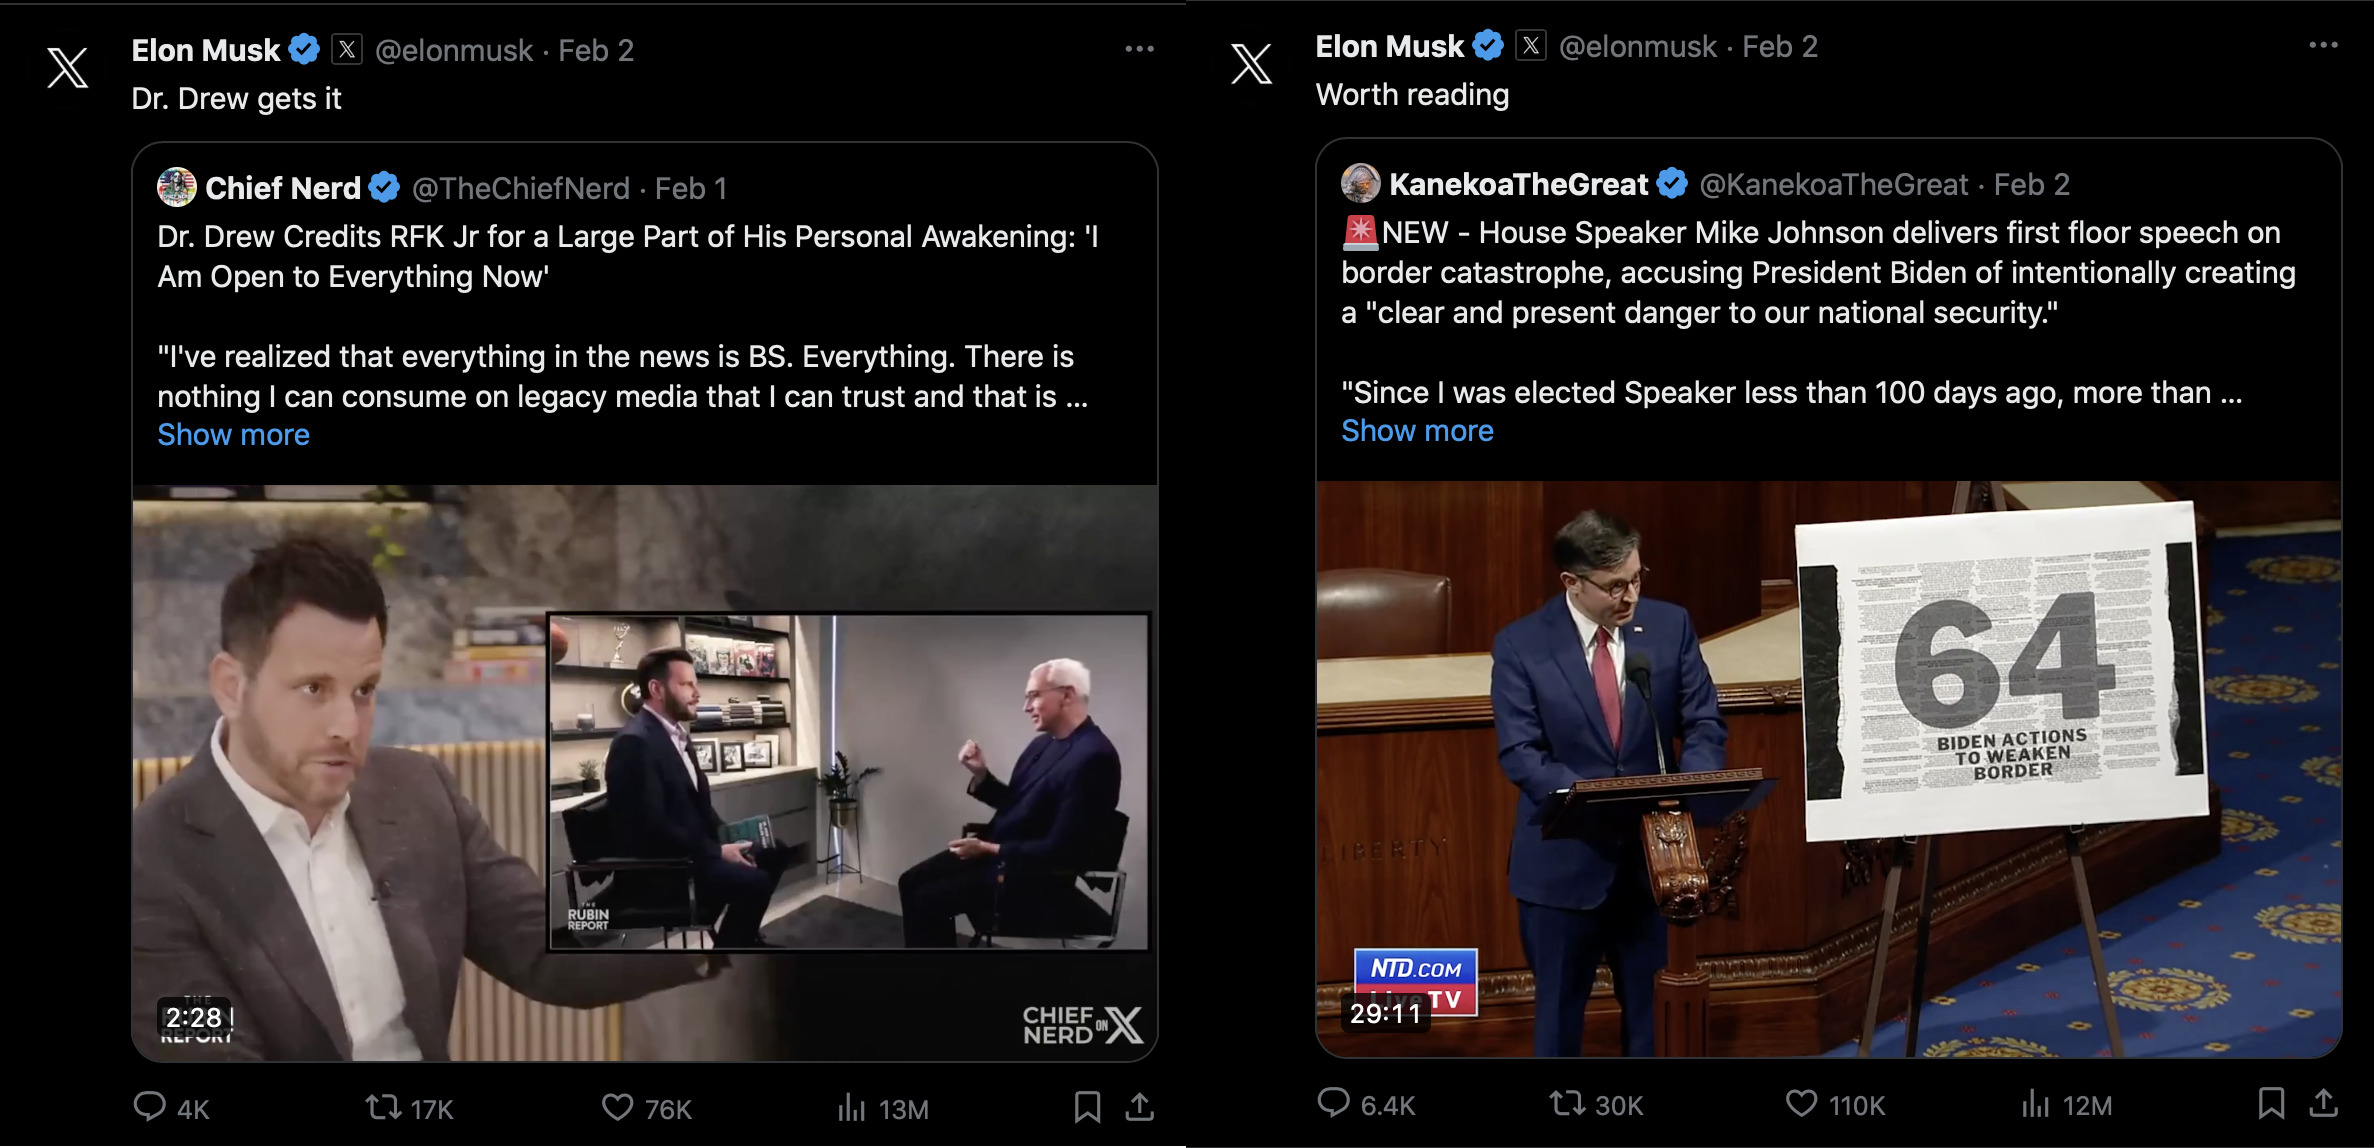 Elon Musk @elonmusk · Feb 2
Dr. Drew gets it
Chief Nerd @TheChiefNerd · Feb 1
Dr. Drew Credits RFK Jr for a Large Part of His Personal Awakening: 'I
Am Open to Everything Now'
"I've realized that everything in the news is BS. Everything. There is
nothing I can consume on legacy media that I can trust and that is ...
Show more
THE
RUBIN
REPORT
2:28
THE
REPORT
CHIEF
NERD ON X
4K 17K 76K 13M
Elon Musk @elonmusk · Feb 2
Worth reading
KanekoaTheGreat @KanekoaTheGreat · Feb 2
🚨NEW - House Speaker Mike Johnson delivers first floor speech on
border catastrophe, accusing President Biden of intentionally creating
a "clear and present danger to our national security."
"Since I was elected Speaker less than 100 days ago, more than ...
Show more
64
BIDEN ACTIONS
TO WEAKEN
BORDER
LIBERTY
NTD.COM
Live TV
29:11
6.4K 30K 110K 12M